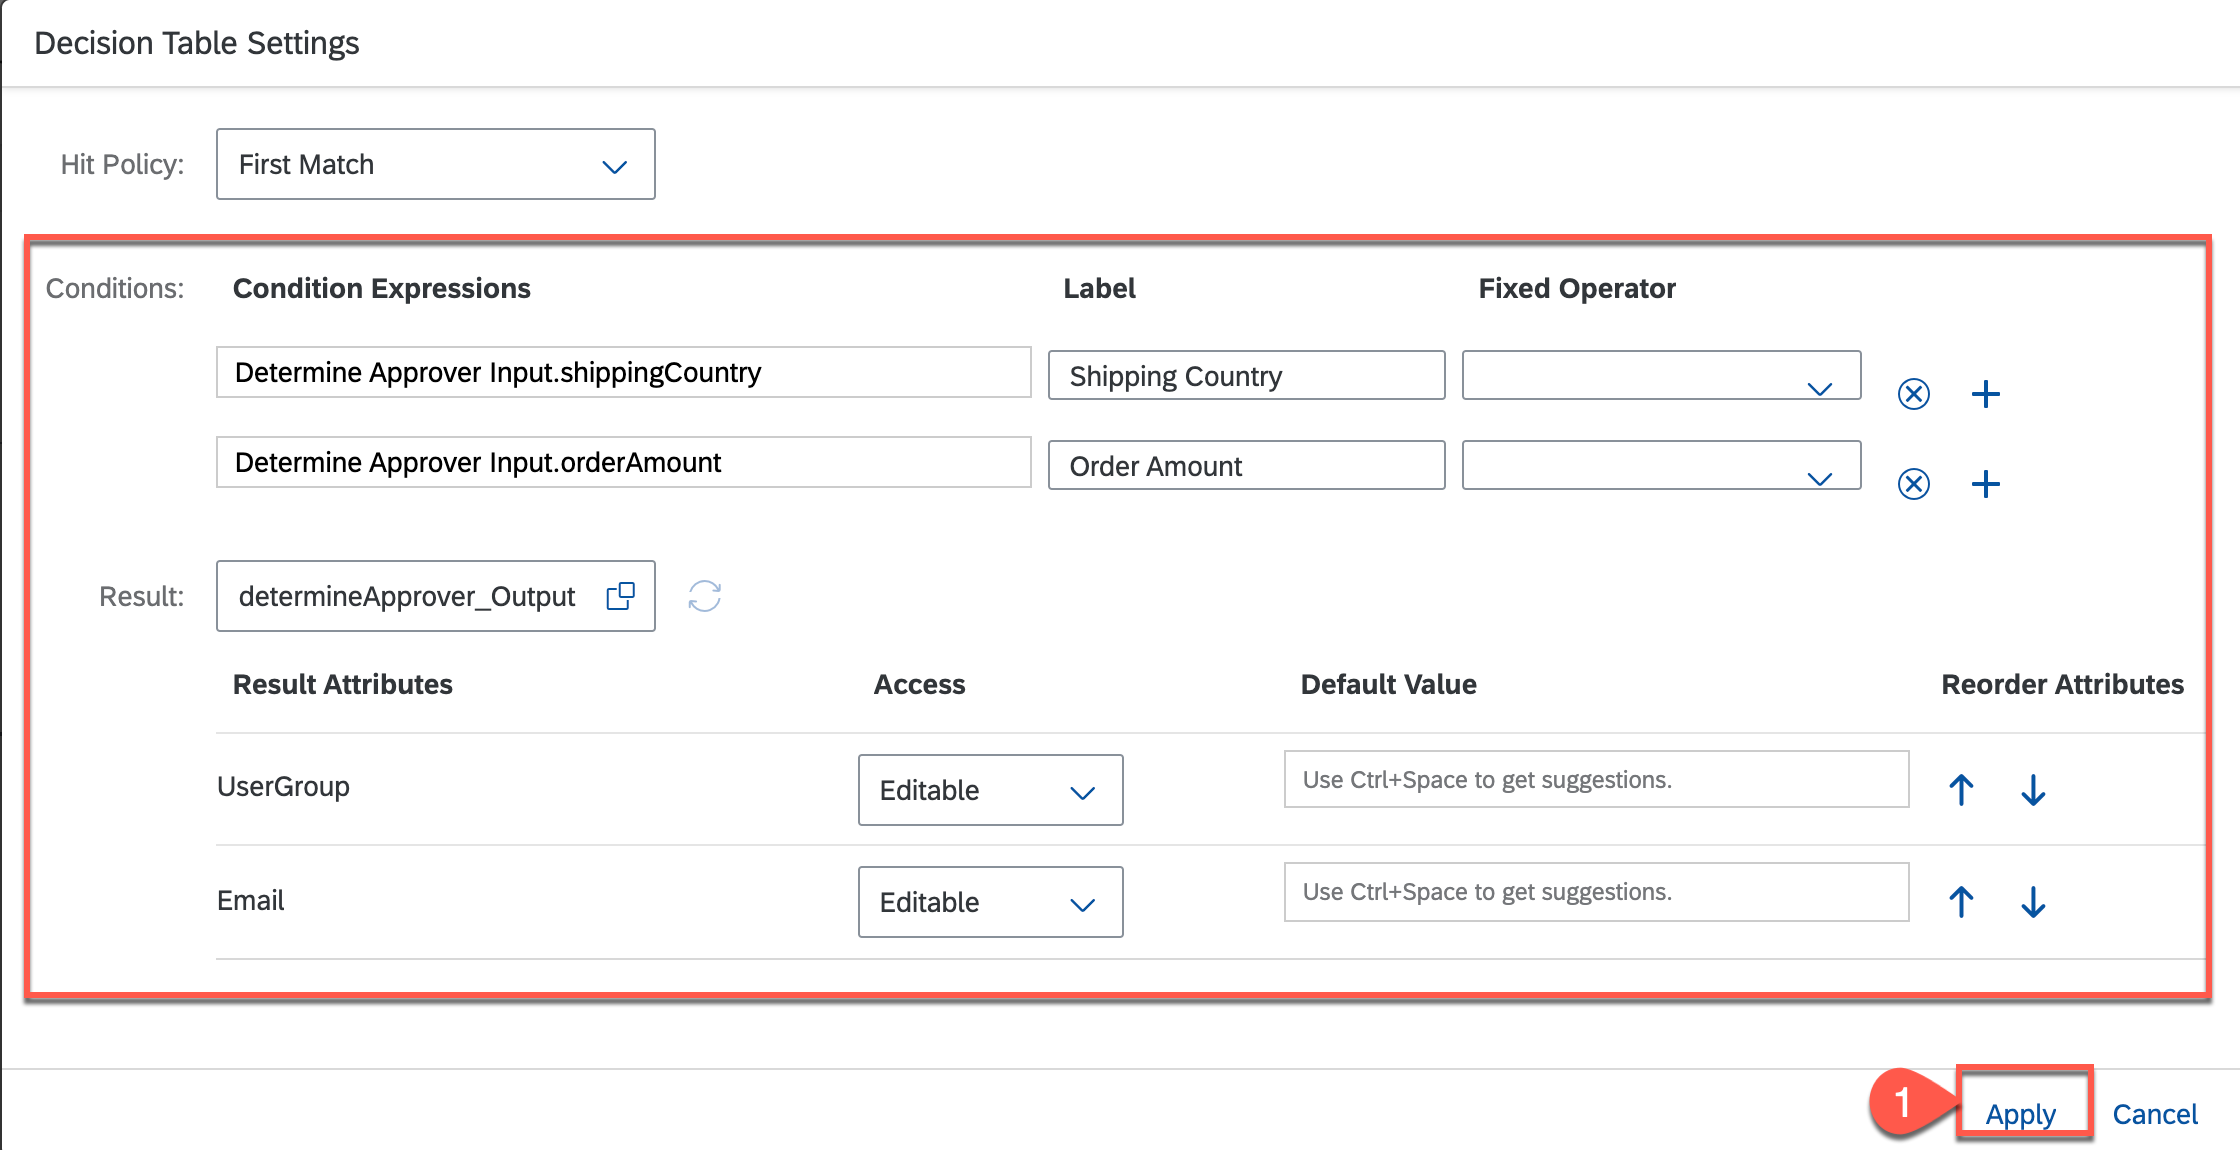 Decision Table Settings
Hit Policy: First Match
Conditions: Condition Expressions Label Fixed Operator
Determine Approver Input.shippingCountry Shipping Country
Determine Approver Input.orderAmount Order Amount
Result: determineApprover_Output
Result Attributes Access Default Value Reorder Attributes
UserGroup Editable Use Ctrl+Space to get suggestions.
Email Editable Use Ctrl+Space to get suggestions.
1 Apply Cancel